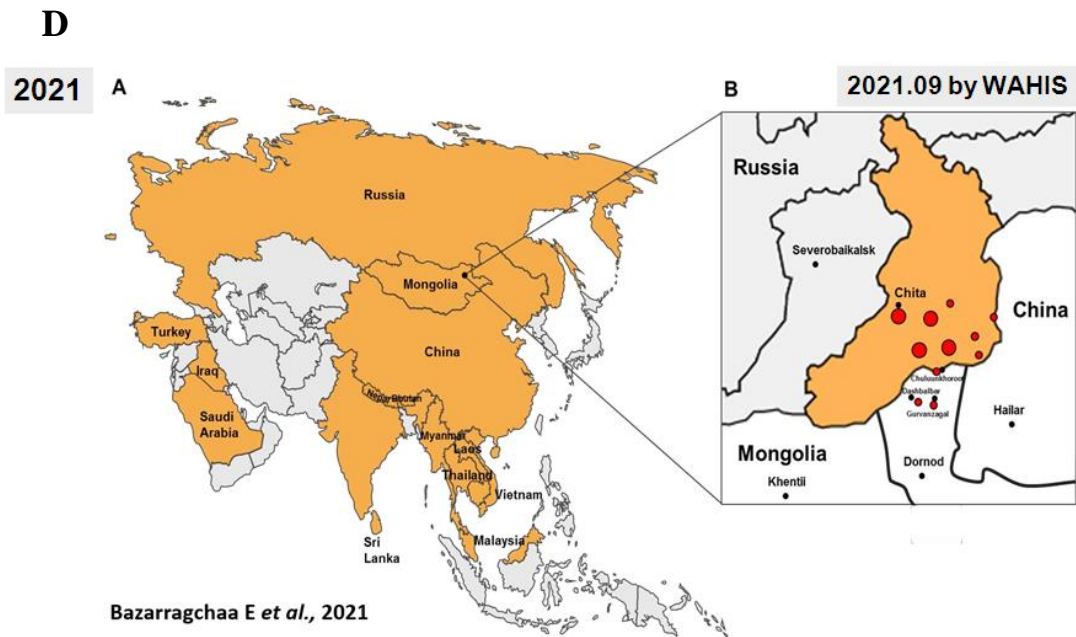 D
2021
A
B
2021.09 by WAHIS
Russia
Mongolia
China
Turkey
Iraq
Saudi
Arabia
Nepal
Bhutan
Myanmar
Laos
Thailand
Vietnam
Sri
Lanka
Malaysia
Bazarragchaa E et al., 2021
Russia
Severobaikalsk
Chita
China
Chuluunkhoroot
Dashbalbar
Gurvanzagal
Hailar
Mongolia
Dornod
Khentii